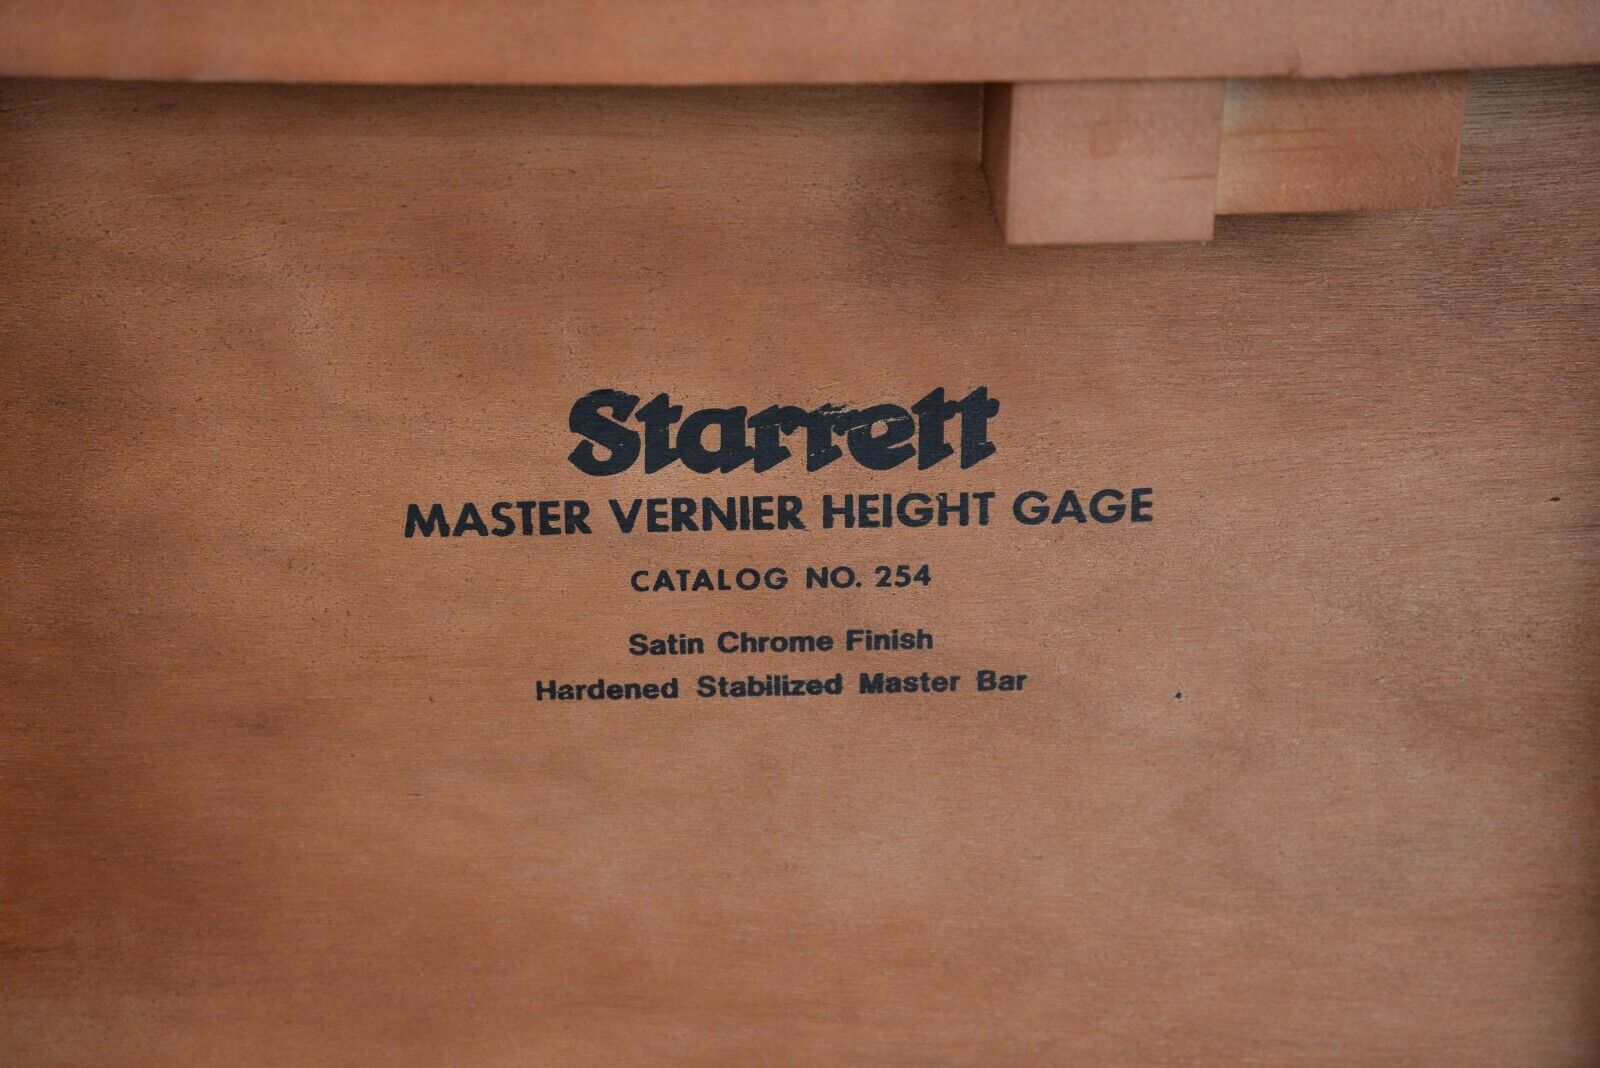 Starrett
MASTER VERNIER HEIGHT GAGE
CATALOG NO. 254
Satin Chrome Finish
Hardened Stabilized Master Bar